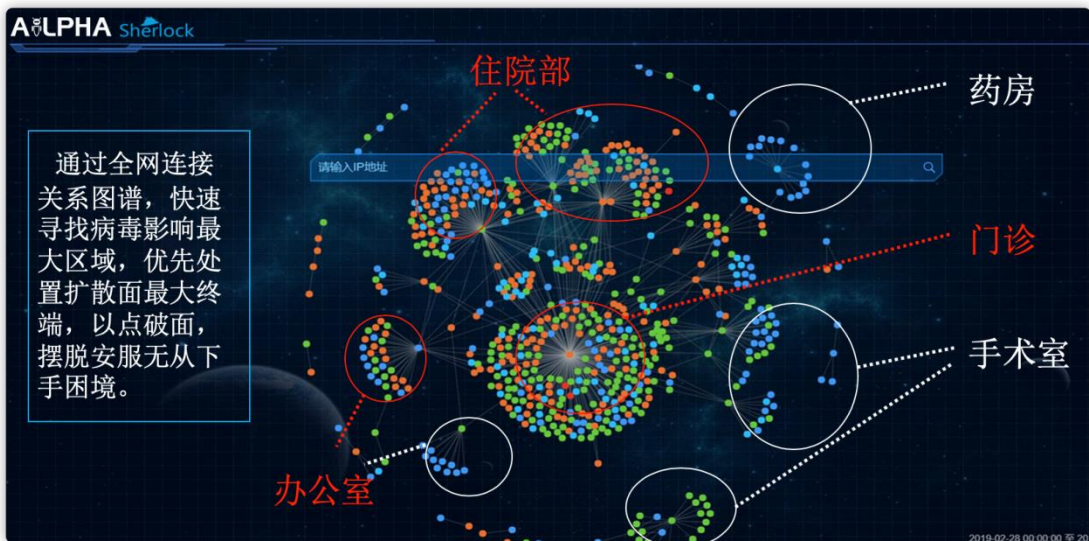 AiLPHA Sherlock
住院部
药房
通过全网连接
关系图谱，快速
寻找病毒影响最
大区域，优先处
置扩散面最大终
端，以点破面，
摆脱安服无从下
手困境。
请输入IP地址
门诊
手术室
办公室
2019-02-28 00:00:00 至 20